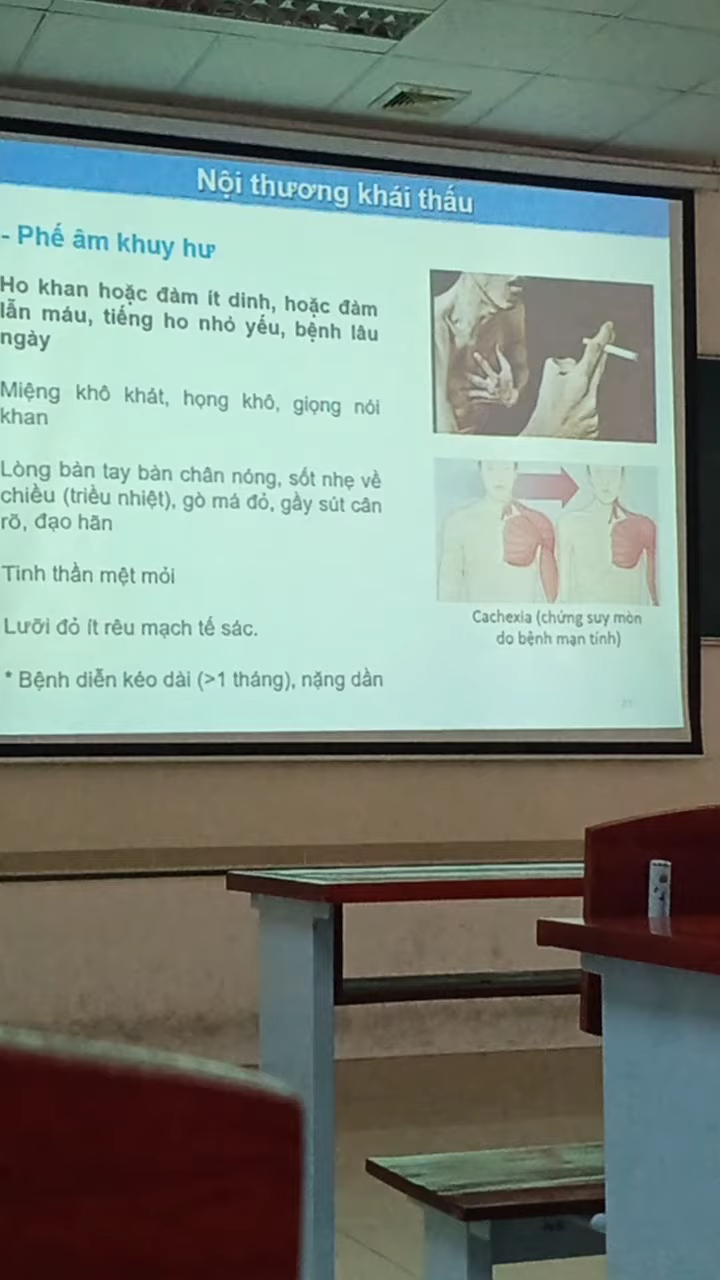 Nội thương khái thấu
- Phế âm khuy hư
Ho khan hoặc đàm ít dinh, hoặc đàm
lẫn máu, tiếng ho nhỏ yếu, bệnh lâu
ngày
Miệng khô khát, họng khô, giọng nói
khan
Lòng bàn tay bàn chân nóng, sốt nhẹ về
chiều (triều nhiệt), gò má đỏ, gầy sút cân
rõ, đạo hãn
Tinh thần mệt mỏi
Lưỡi đỏ ít rêu mạch tế sác.
* Bệnh diễn kéo dài (>1 tháng), nặng dần
Cachexia (chứng suy mòn
do bệnh mạn tính)